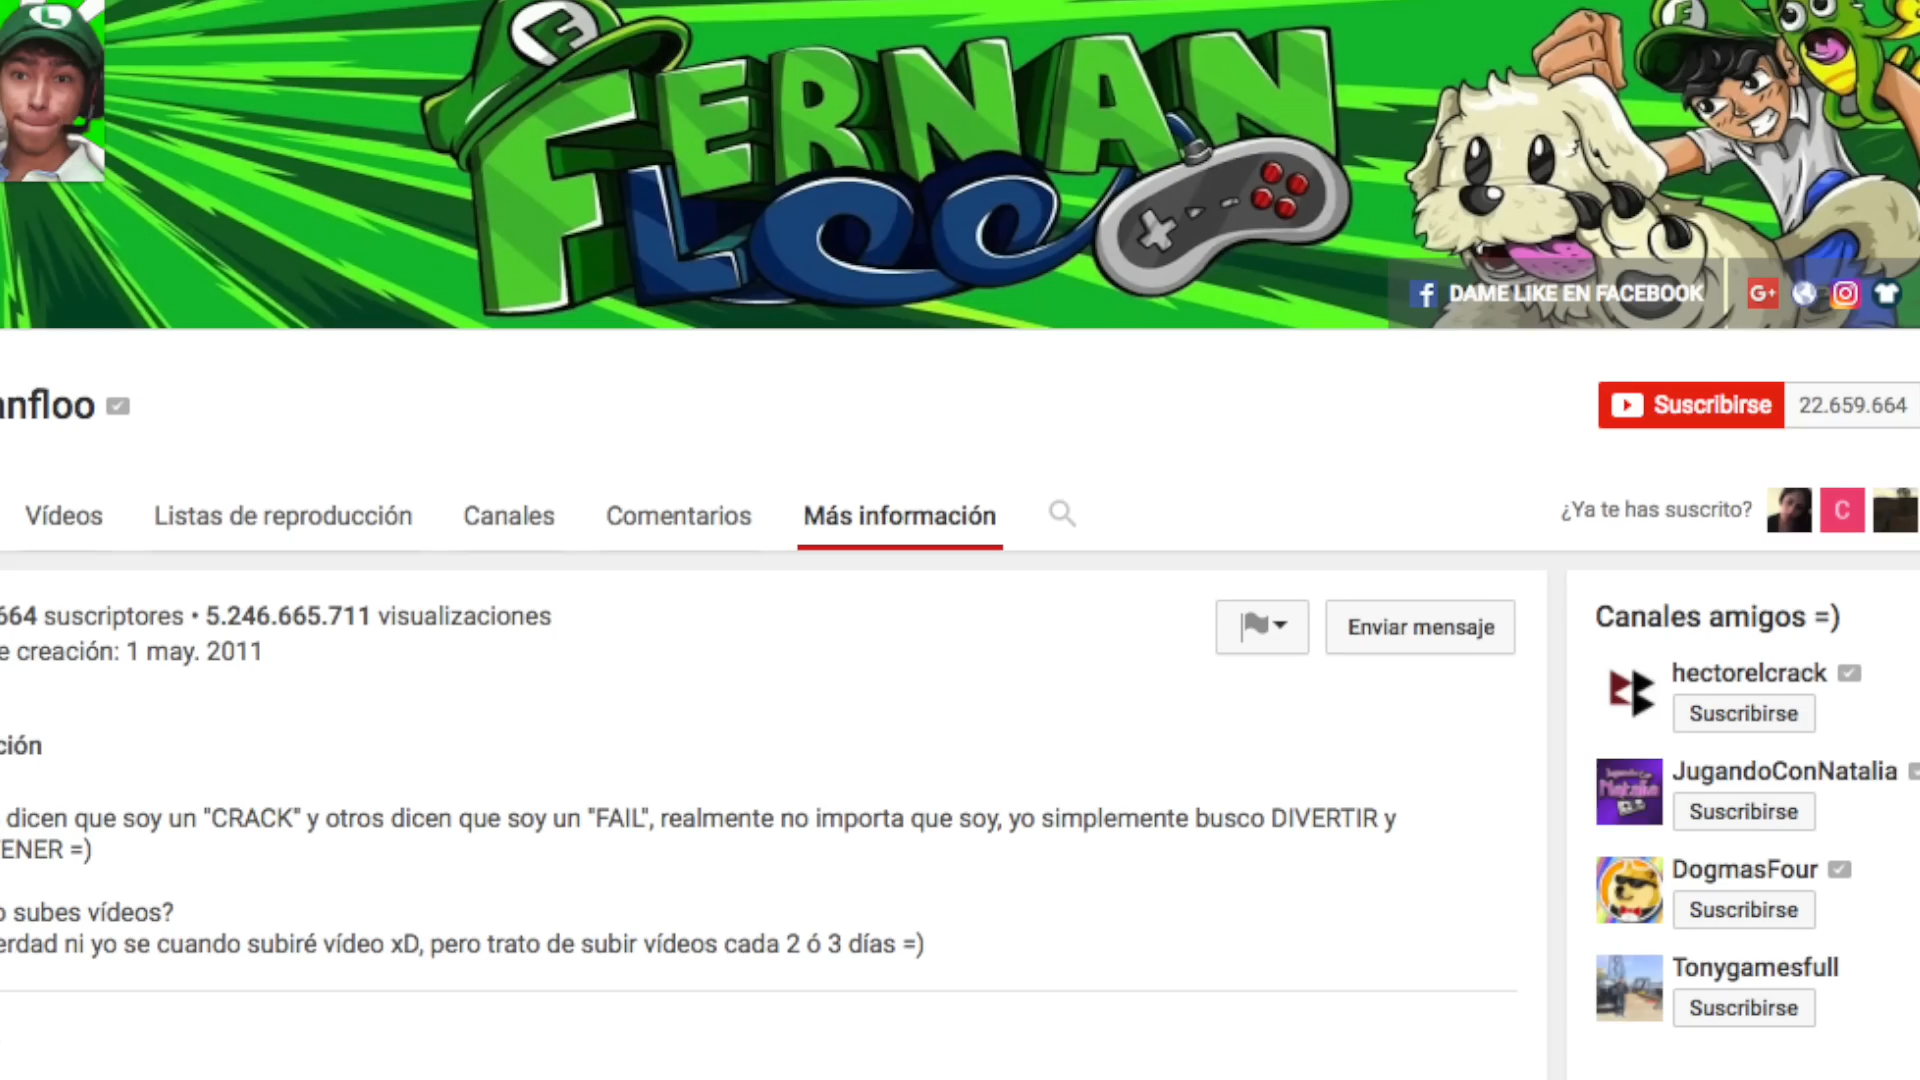 FERNAN
FLOO
DAME LIKE EN FACEBOOK
G+
anfloo
Suscribirse 22.659.664
Vídeos Listas de reproducción Canales Comentarios Más información
¿Ya te has suscrito? C
664 suscriptores • 5.246.665.711 visualizaciones
e creación: 1 may. 2011
Enviar mensaje
ción
dicen que soy un "CRACK" y otros dicen que soy un "FAIL", realmente no importa que soy, yo simplemente busco DIVERTIR y
ENER =)
o subes vídeos?
erdad ni yo se cuando subiré vídeo xD, pero trato de subir vídeos cada 2 ó 3 días =)
Canales amigos =)
hectorelcrack
Suscribirse
Jugando Con
Natalia
JugandoConNatalia
Suscribirse
DogmasFour
Suscribirse
Tonygamesfull
Suscribirse